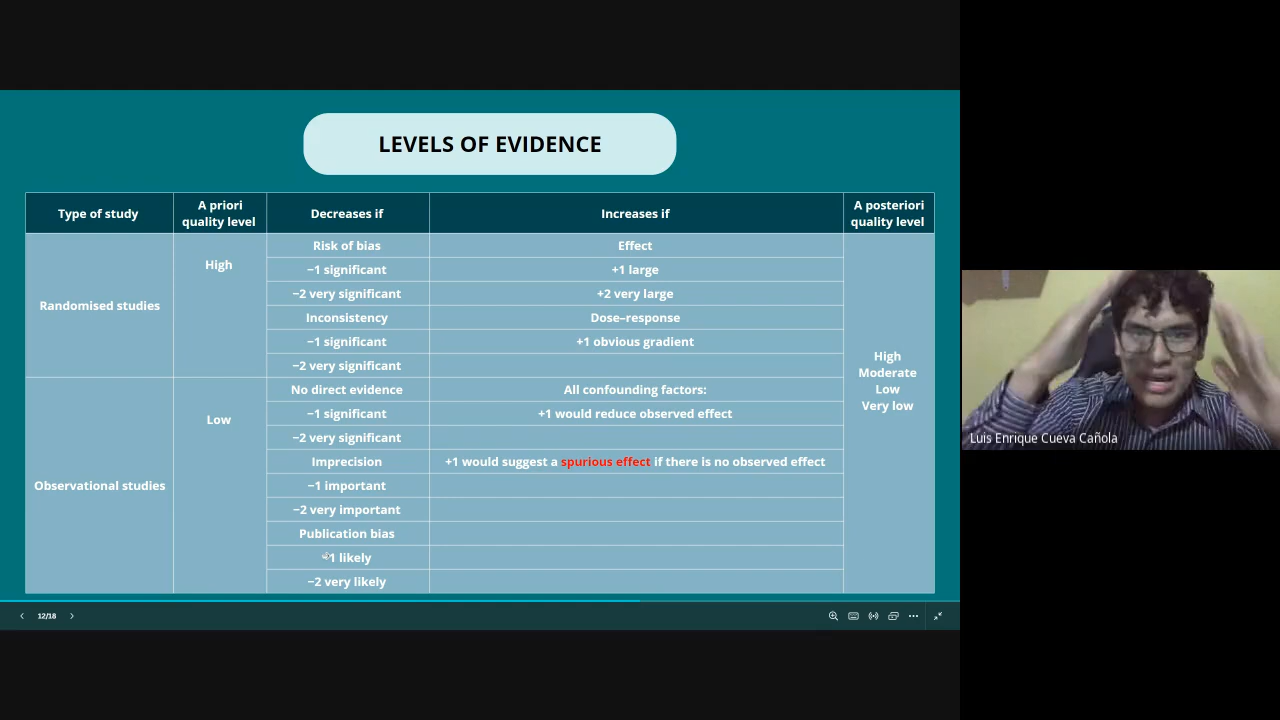 LEVELS OF EVIDENCE
Type of study
A priori
quality level
Decreases if
Increases if
A posteriori
quality level
Randomised studies
High
Risk of bias
Effect
−1 significant
+1 large
−2 very significant
+2 very large
Inconsistency
Dose–response
−1 significant
+1 obvious gradient
−2 very significant
Observational studies
Low
No direct evidence
All confounding factors:
−1 significant
+1 would reduce observed effect
−2 very significant
Imprecision
+1 would suggest a spurious effect if there is no observed effect
−1 important
−2 very important
Publication bias
−1 likely
−2 very likely
High
Moderate
Low
Very low
12/18
Luis Enrique Cueva Cañola